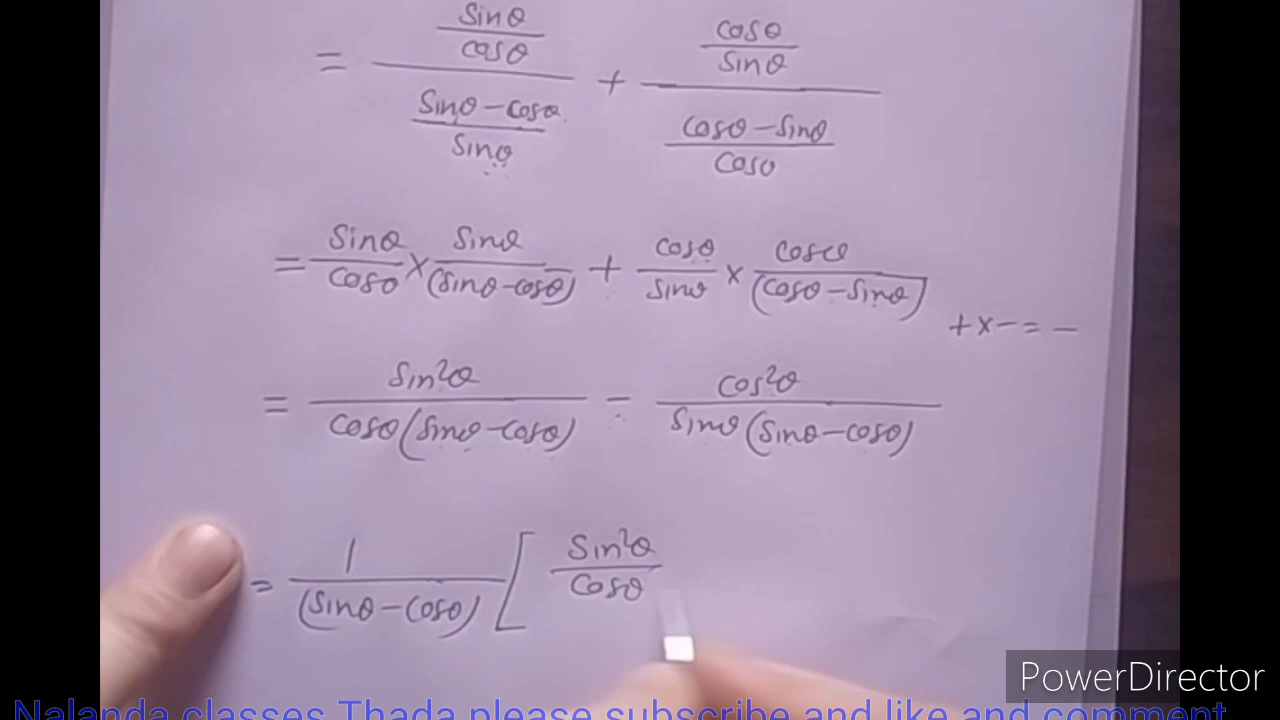 = (sinθ/cosθ)/((sinθ-cosθ)/sinθ) + (cosθ/sinθ)/((cosθ-sinθ)/cosθ)
= sinθ/cosθ × sinθ/(sinθ-cosθ) + cosθ/sinθ × cosθ/(cosθ-sinθ)
+×-=-
= sin²θ/cosθ(sinθ-cosθ) - cos²θ/sinθ(sinθ-cosθ)
= 1/(sinθ-cosθ) [ sin²θ/cosθ
PowerDirector
Nalanda classes Thada please subscribe and like and comment